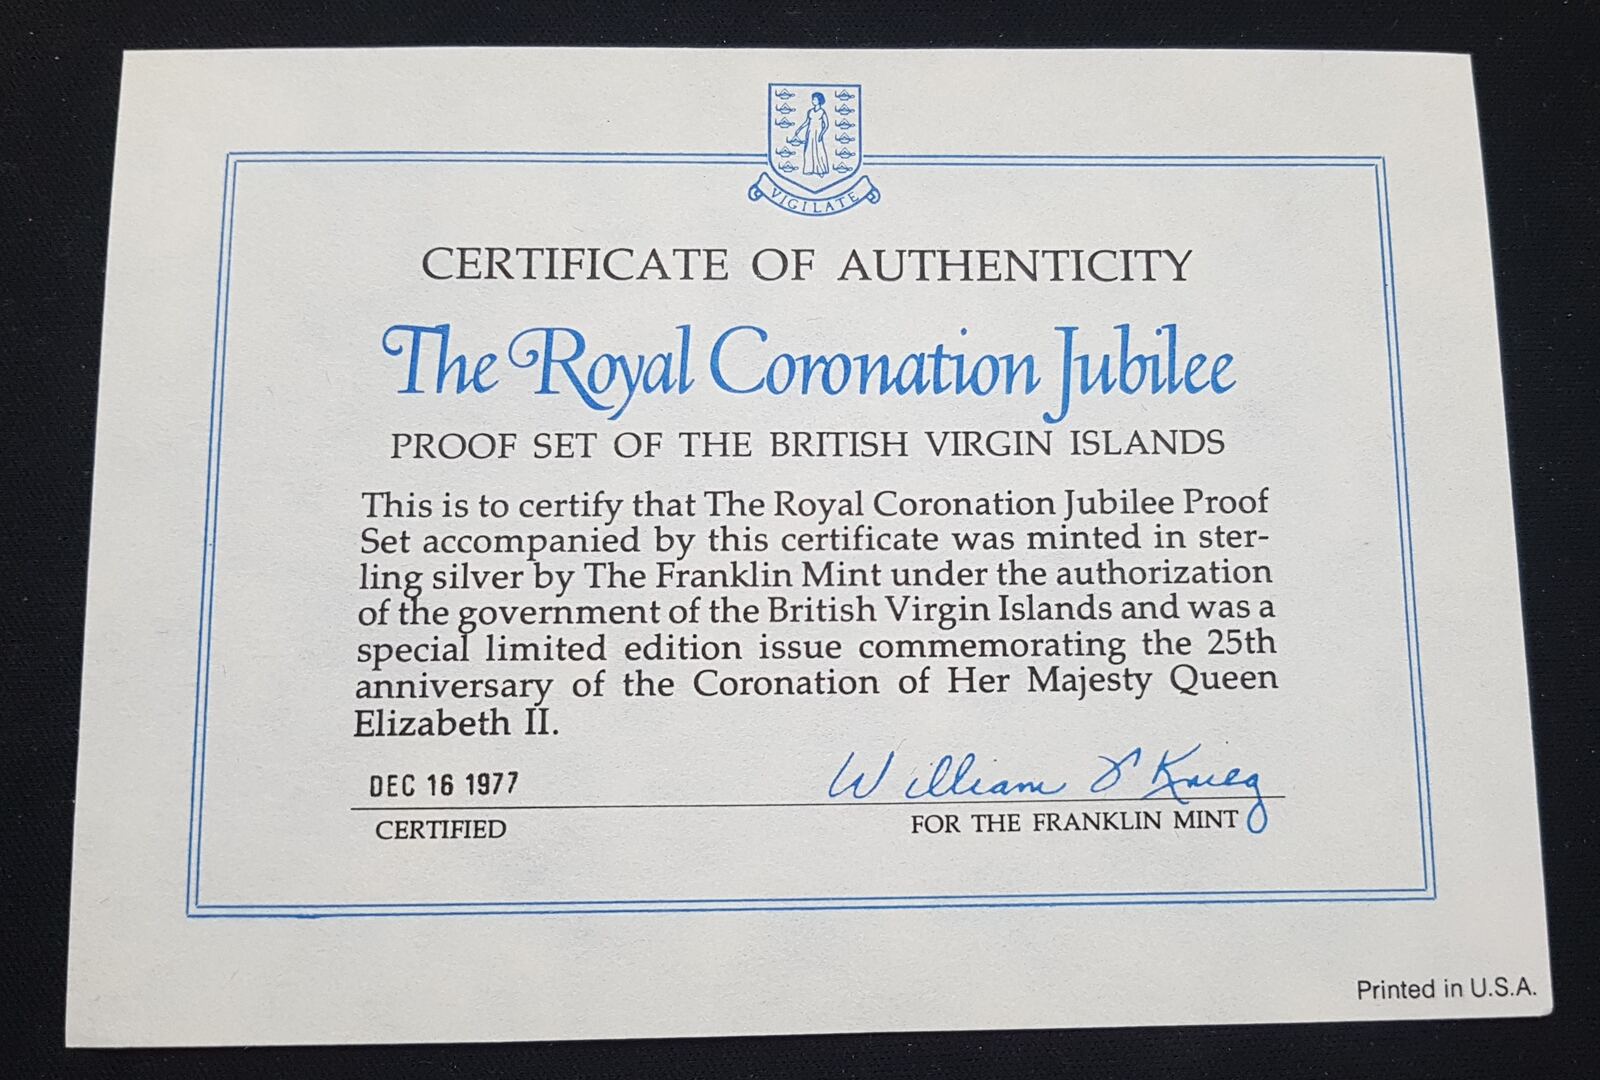 VIGILATE
CERTIFICATE OF AUTHENTICITY
The Royal Coronation Jubilee
PROOF SET OF THE BRITISH VIRGIN ISLANDS
This is to certify that The Royal Coronation Jubilee Proof
Set accompanied by this certificate was minted in ster-
ling silver by The Franklin Mint under the authorization
of the government of the British Virgin Islands and was a
special limited edition issue commemorating the 25th
anniversary of the Coronation of Her Majesty Queen
Elizabeth II.
DEC 16 1977 William Krieg
CERTIFIED FOR THE FRANKLIN MINT
Printed in U.S.A.